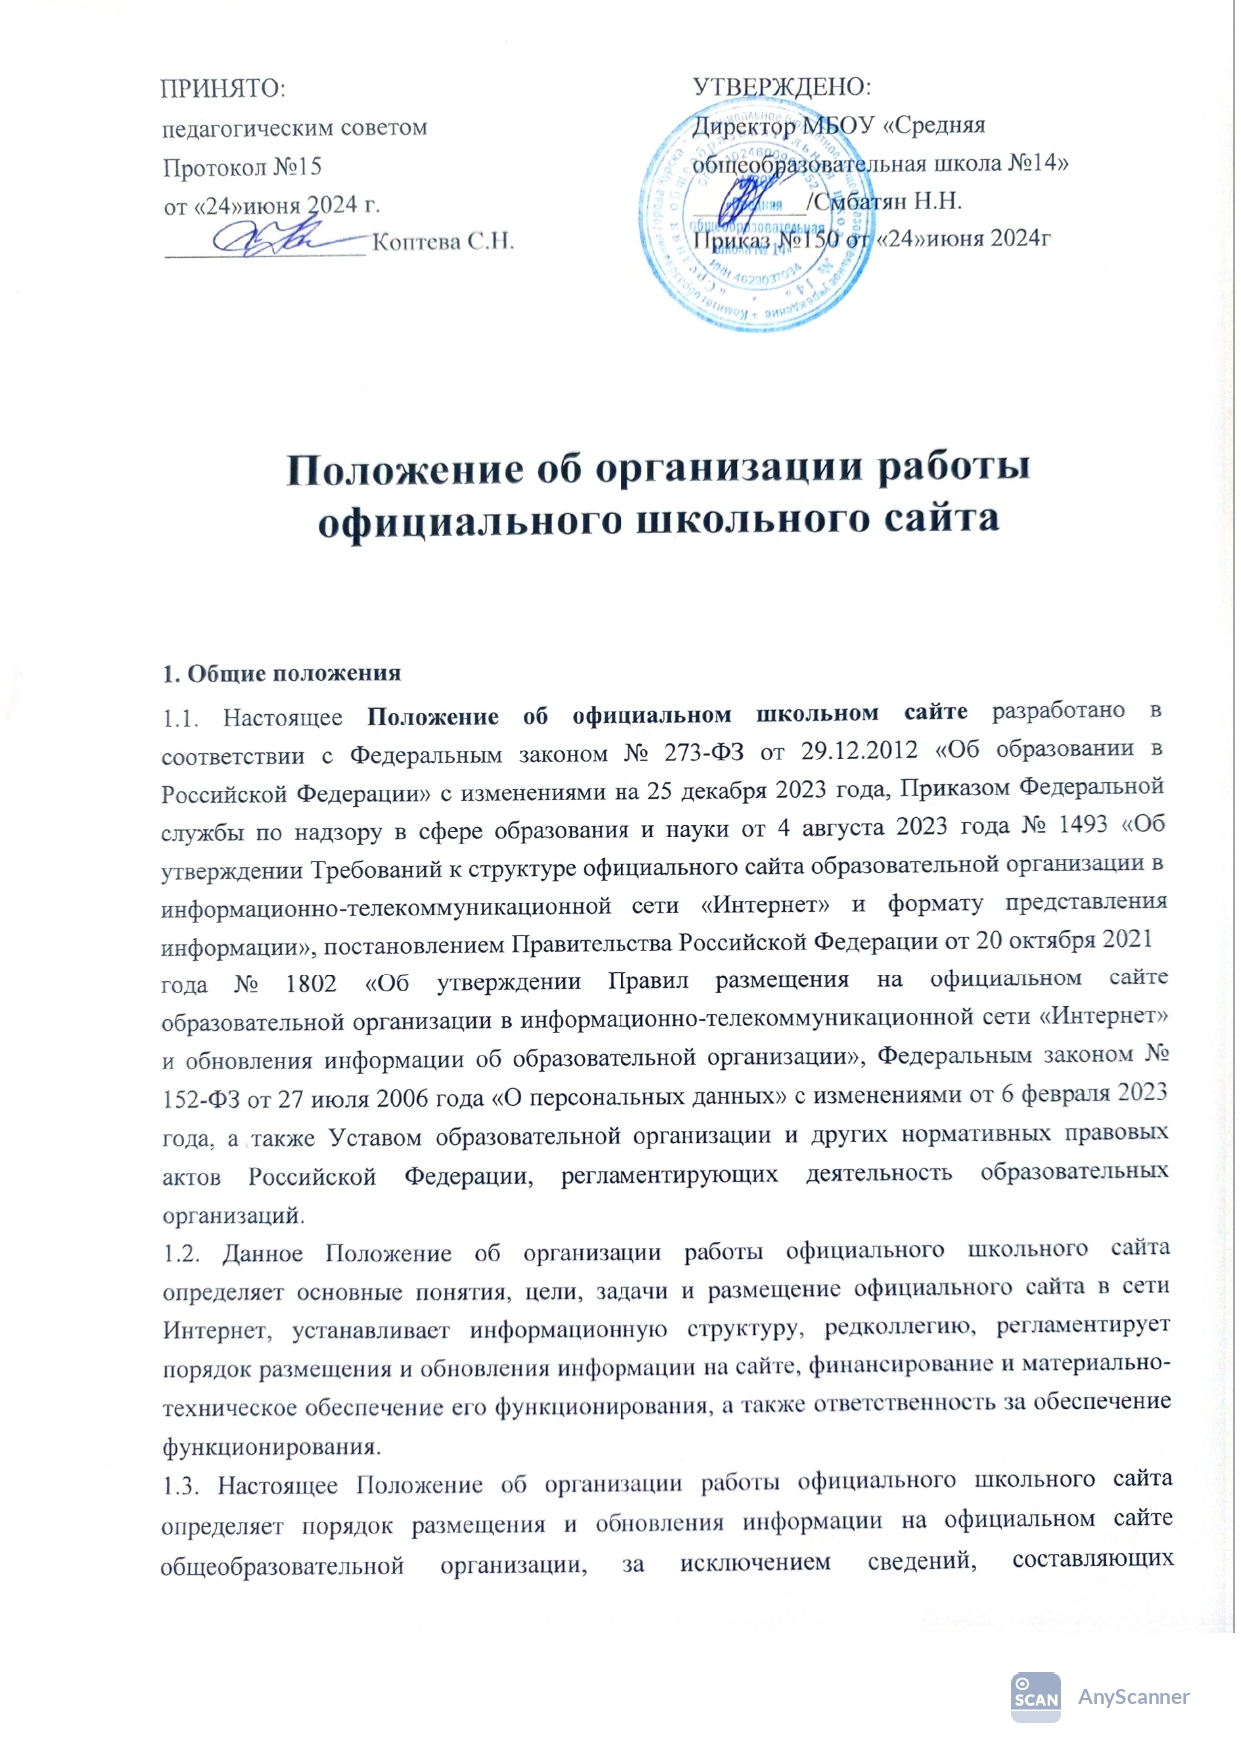 ПРИНЯТО:
педагогическим советом
Протокол №15
от «24»июня 2024 г.
Коптева С.Н.
УТВЕРЖДЕНО:
Директор МБОУ «Средняя
общеобразовательная школа №14»
/Смбатян Н.Н.
Приказ №150 от «24»июня 2024г
Положение об организации работы
официального школьного сайта
1. Общие положения
1.1. Настоящее Положение об официальном школьном сайте разработано в
соответствии с Федеральным законом № 273-ФЗ от 29.12.2012 «Об образовании в
Российской Федерации» с изменениями на 25 декабря 2023 года, Приказом Федеральной
службы по надзору в сфере образования и науки от 4 августа 2023 года № 1493 «Об
утверждении Требований к структуре официального сайта образовательной организации в
информационно-телекоммуникационной сети «Интернет» и формату представления
информации», постановлением Правительства Российской Федерации от 20 октября 2021
года № 1802 «Об утверждении Правил размещения на официальном сайте
образовательной организации в информационно-телекоммуникационной сети «Интернет»
и обновления информации об образовательной организации», Федеральным законом №
152-ФЗ от 27 июля 2006 года «О персональных данных» с изменениями от 6 февраля 2023
года, а также Уставом образовательной организации и других нормативных правовых
актов Российской Федерации, регламентирующих деятельность образовательных
организаций.
1.2. Данное Положение об организации работы официального школьного сайта
определяет основные понятия, цели, задачи и размещение официального сайта в сети
Интернет, устанавливает информационную структуру, редколлегию, регламентирует
порядок размещения и обновления информации на сайте, финансирование и материально-
техническое обеспечение его функционирования, а также ответственность за обеспечение
функционирования.
1.3. Настоящее Положение об организации работы официального школьного сайта
определяет порядок размещения и обновления информации на официальном сайте
общеобразовательной организации, за исключением сведений, составляющих
SCAN AnyScanner